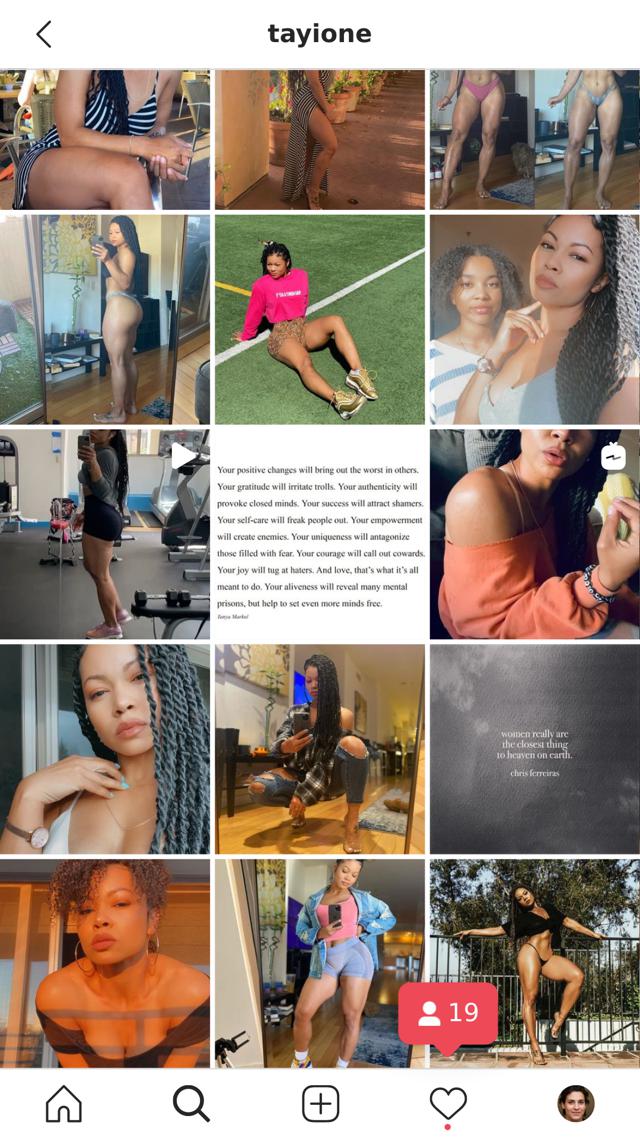 tayione
Your positive changes will bring out the worst in others.
Your gratitude will irritate trolls. Your authenticity will
provoke closed minds. Your success will attract shamers.
Your self-care will freak people out. Your empowerment
will create enemies. Your uniqueness will antagonize
those filled with fear. Your courage will call out cowards.
Your joy will tug at haters. And love, that's what it's all
meant to do. Your aliveness will reveal many mental
prisons, but help to set even more minds free.
Tanya Markul
women really are
the closest thing
to heaven on earth.
chris ferreiras
19